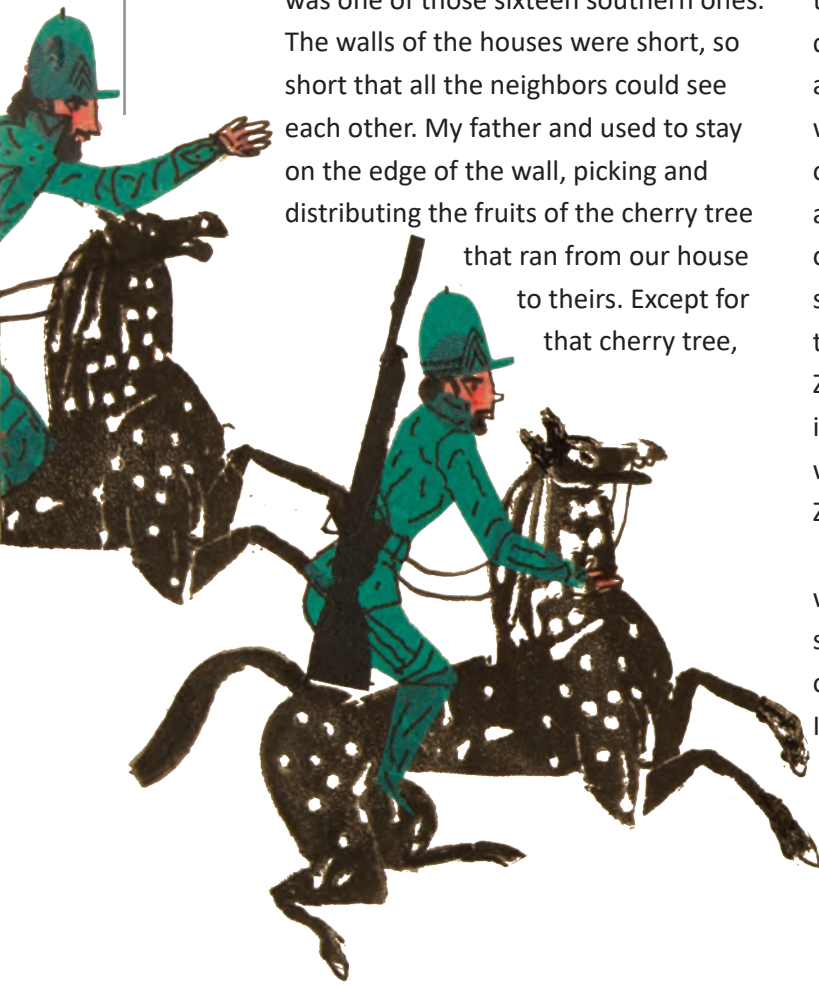 was one of those sixteen southern ones.
The walls of the houses were short, so
short that all the neighbors could see
each other. My father and used to stay
on the edge of the wall, picking and
distributing the fruits of the cherry tree
that ran from our house
to theirs. Except for
that cherry tree,